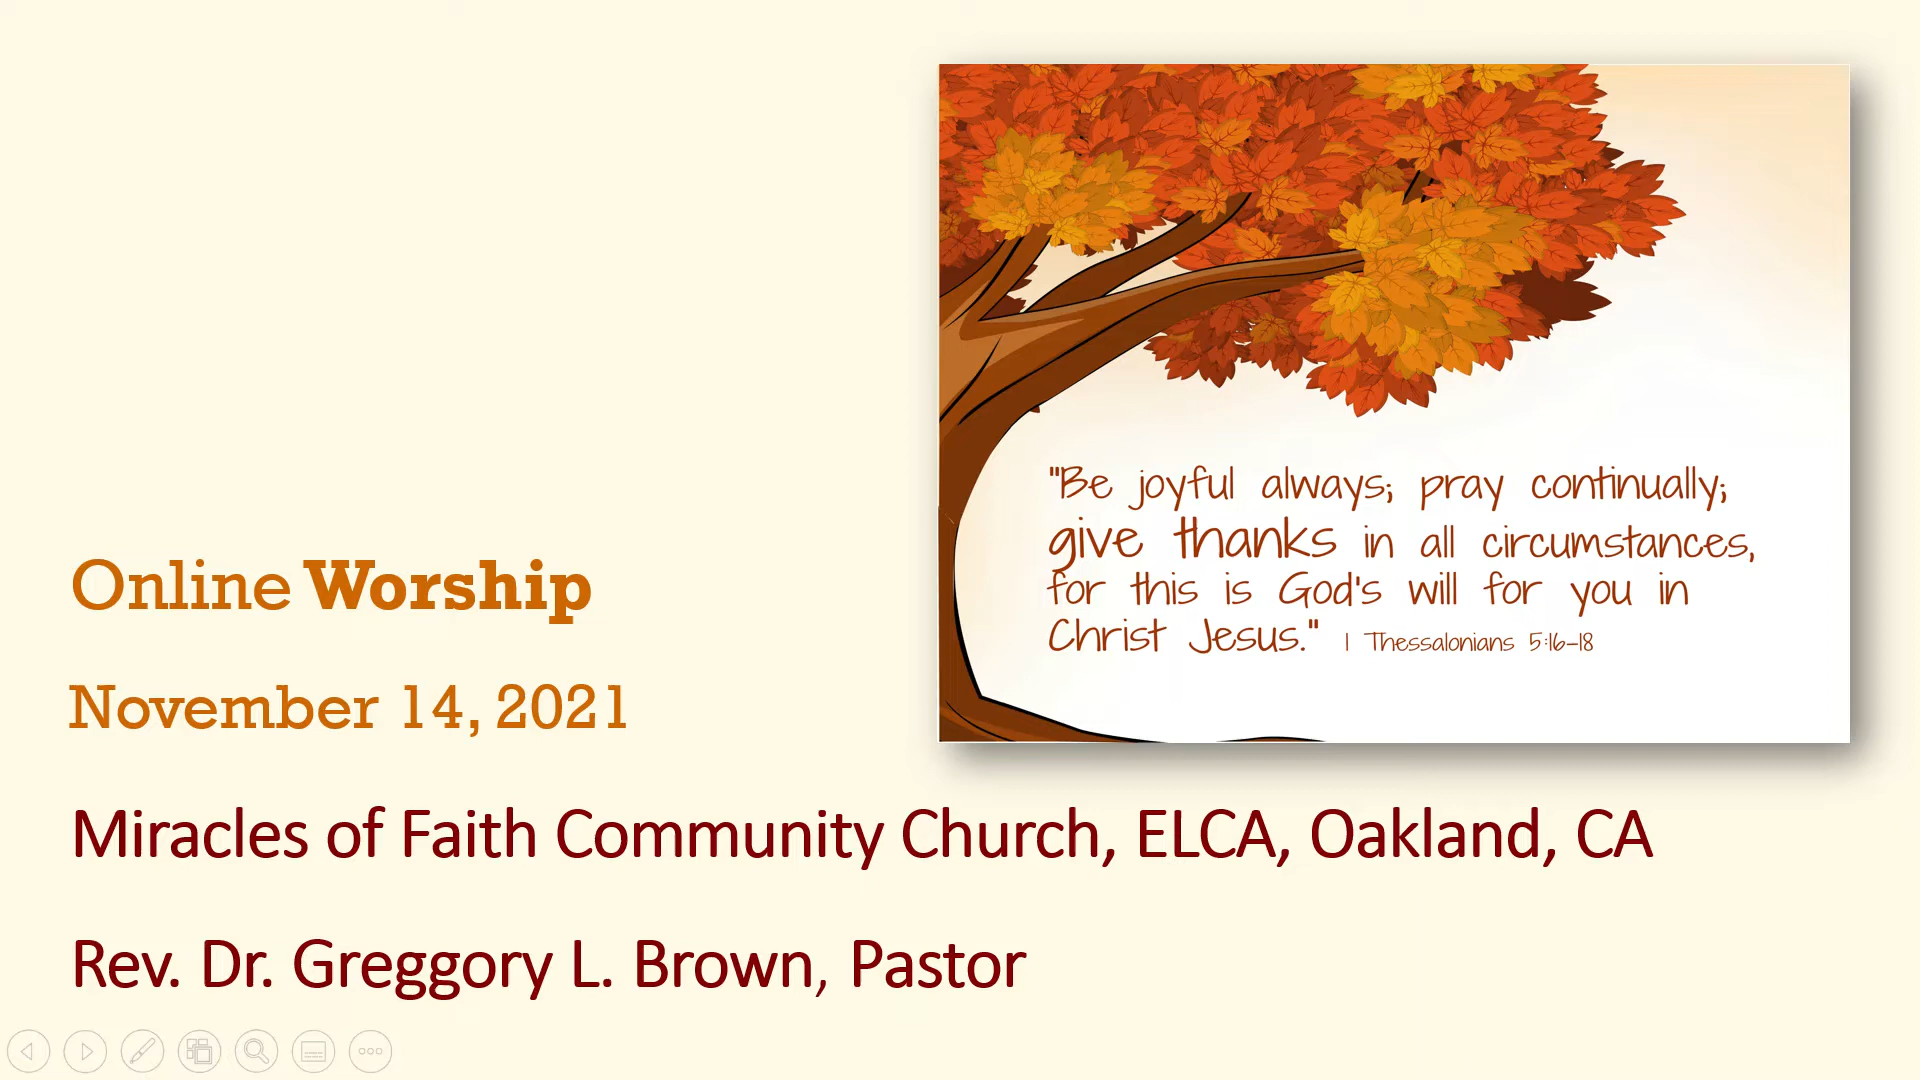 "Be joyful always; pray continually;
give thanks in all circumstances,
for this is God's will for you in
Christ Jesus." 1 Thessalonians 5:16-18
Online Worship
November 14, 2021
Miracles of Faith Community Church, ELCA, Oakland, CA
Rev. Dr. Greggory L. Brown, Pastor